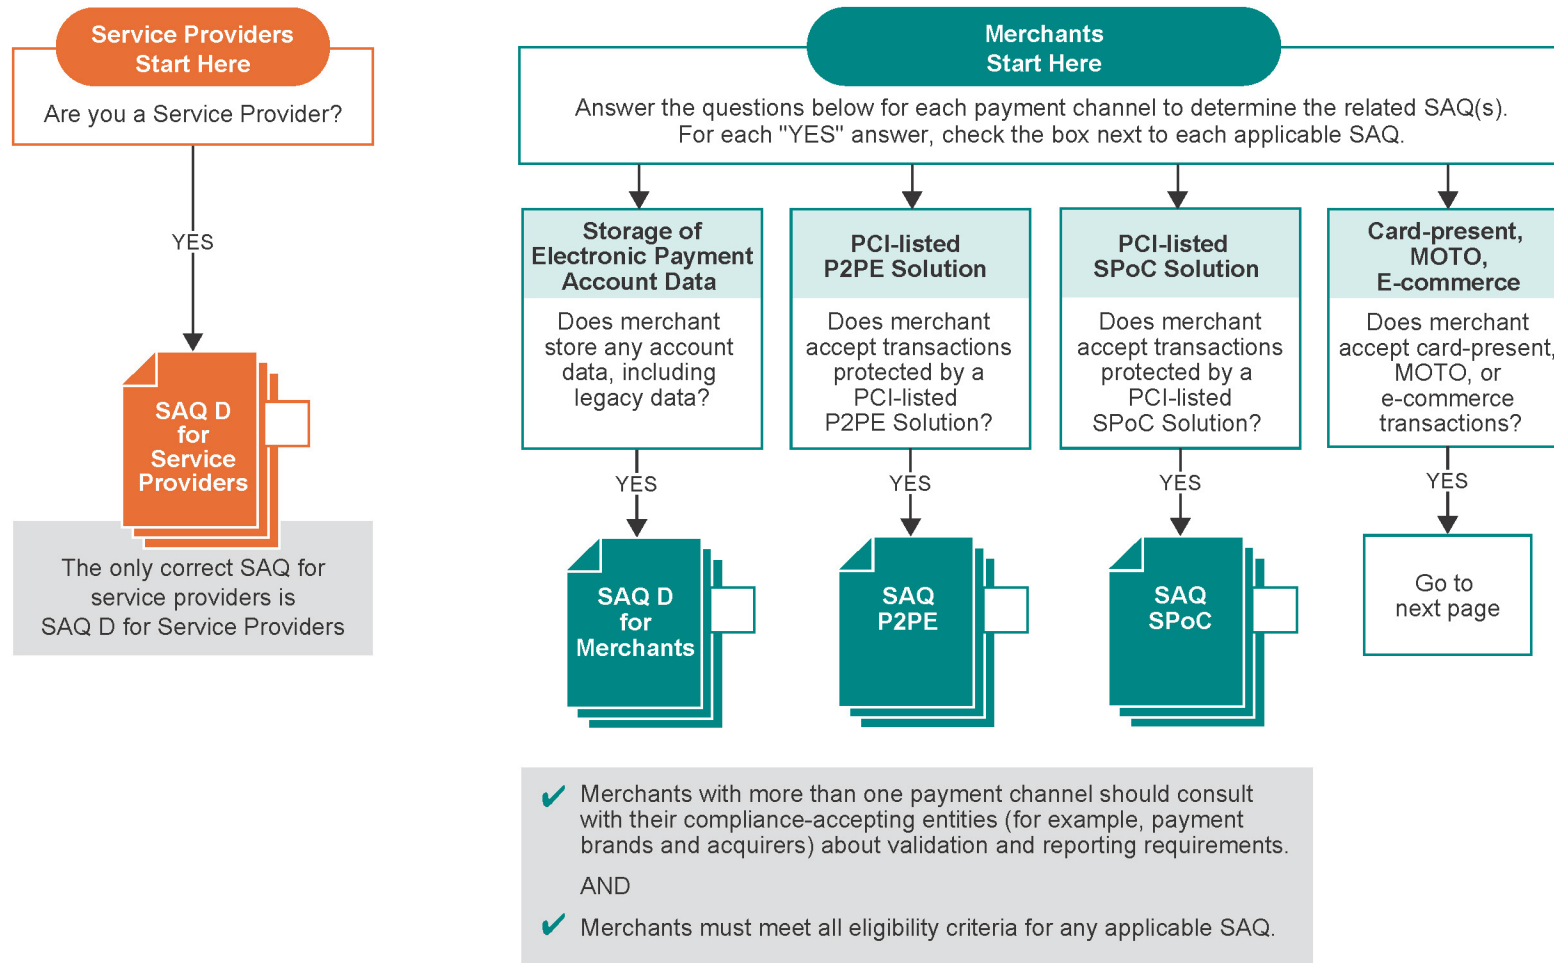 Service Providers
Start Here
Are you a Service Provider?
YES
SAQ D
for
Service
Providers
The only correct SAQ for
service providers is
SAQ D for Service Providers
Merchants
Start Here
Answer the questions below for each payment channel to determine the related SAQ(s).
For each "YES" answer, check the box next to each applicable SAQ.
Storage of
Electronic Payment
Account Data
Does merchant
store any account
data, including
legacy data?
YES
SAQ D
for
Merchants
PCI-listed
P2PE Solution
Does merchant
accept transactions
protected by a
PCI-listed
P2PE Solution?
YES
SAQ
P2PE
PCI-listed
SPoC Solution
Does merchant
accept transactions
protected by a
PCI-listed
SPoC Solution?
YES
SAQ
SPoC
Card-present,
MOTO,
E-commerce
Does merchant
accept card-present,
MOTO, or
e-commerce
transactions?
YES
Go to
next page
✔ Merchants with more than one payment channel should consult
with their compliance-accepting entities (for example, payment
brands and acquirers) about validation and reporting requirements.
AND
✔ Merchants must meet all eligibility criteria for any applicable SAQ.